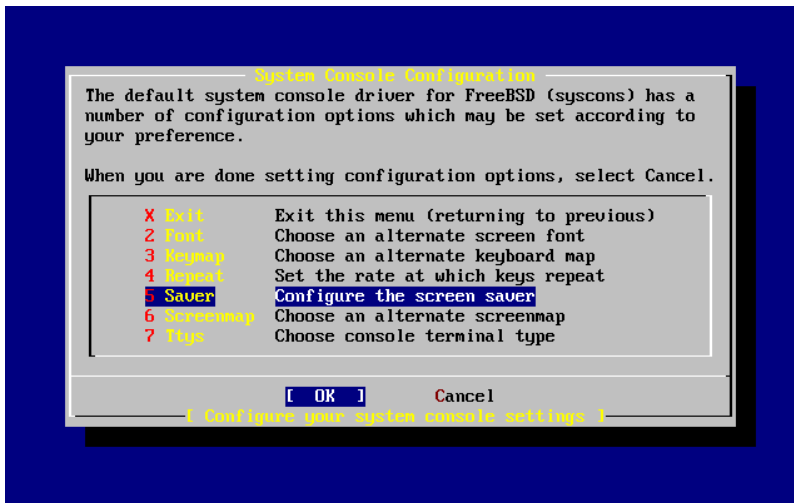 System Console Configuration
The default system console driver for FreeBSD (syscons) has a
number of configuration options which may be set according to
your preference.
When you are done setting configuration options, select Cancel.
X Exit Exit this menu (returning to previous)
2 Font Choose an alternate screen font
3 Keymap Choose an alternate keyboard map
4 Repeat Set the rate at which keys repeat
5 Saver Configure the screen saver
6 Screenmap Choose an alternate screenmap
7 Ttys Choose console terminal type
[ OK ] Cancel
[ Configure your system console settings ]